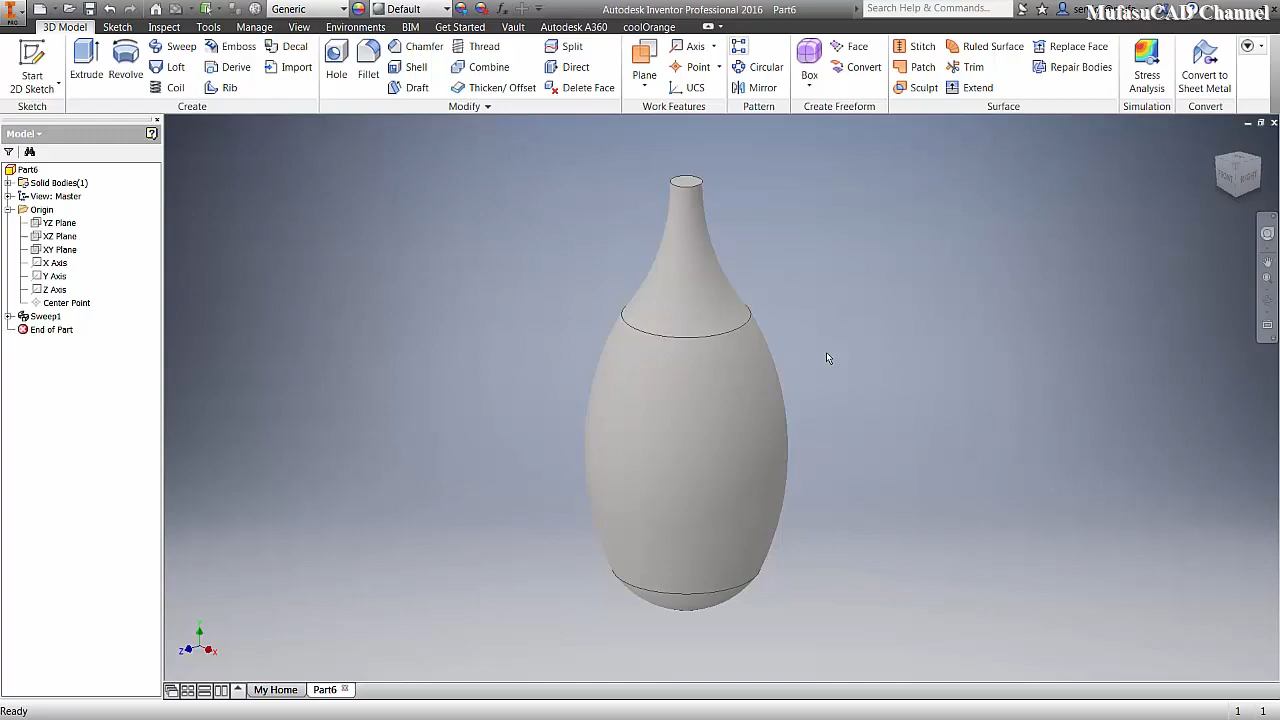 Generic
Default
Autodesk Inventor Professional 2016 Part6
Search Help & Commands...
MufasuCAD Channel
3D Model Sketch Inspect Tools Manage View Environments BIM Get Started Vault Autodesk A360 coolOrange
Start
2D Sketch
Sketch
Extrude
Revolve
Sweep
Loft
Coil
Emboss
Derive
Rib
Decal
Import
Create
Hole
Fillet
Chamfer
Shell
Draft
Thread
Combine
Thicken/ Offset
Split
Direct
Delete Face
Modify
Plane
Axis
Point
UCS
Work Features
Circular
Mirror
Pattern
Box
Face
Convert
Create Freeform
Stitch
Patch
Sculpt
Ruled Surface
Trim
Extend
Replace Face
Repair Bodies
Surface
Stress
Analysis
Simulation
Convert to
Sheet Metal
Convert
Model
Part6
Solid Bodies(1)
View: Master
Origin
YZ Plane
XZ Plane
XY Plane
X Axis
Y Axis
Z Axis
Center Point
Sweep1
End of Part
FRONT RIGHT
Y
Z X
My Home Part6
Ready 1 1